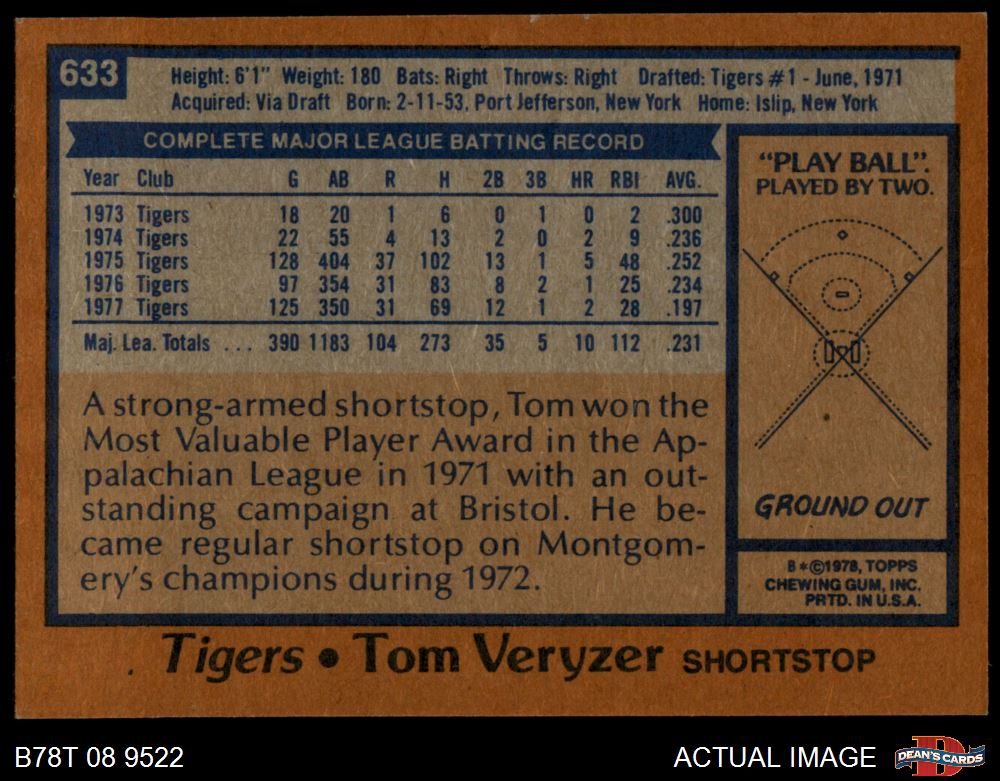 633
Height: 6'1" Weight: 180 Bats: Right Throws: Right Drafted: Tigers #1 - June, 1971
Acquired: Via Draft Born: 2-11-53, Port Jefferson, New York Home: Islip, New York
COMPLETE MAJOR LEAGUE BATTING RECORD
Year Club G AB R H 2B 3B HR RBI AVG.
1973 Tigers 18 20 1 6 0 1 0 2 .300
1974 Tigers 22 55 4 13 2 0 2 9 .236
1975 Tigers 128 404 37 102 13 1 5 48 .252
1976 Tigers 97 354 31 83 8 2 1 25 .234
1977 Tigers 125 350 31 69 12 1 2 28 .197
Maj. Lea. Totals ... 390 1183 104 273 35 5 10 112 .231
A strong-armed shortstop, Tom won the
Most Valuable Player Award in the Ap-
palachian League in 1971 with an out-
standing campaign at Bristol. He be-
came regular shortstop on Montgom-
ery's champions during 1972.
"PLAY BALL".
PLAYED BY TWO.
GROUND OUT
B*©1978, TOPPS
CHEWING GUM, INC.
PRTD. IN U.S.A.
Tigers • Tom Veryzer SHORTSTOP
B78T 08 9522
ACTUAL IMAGE
D
DEAN'S CARDS